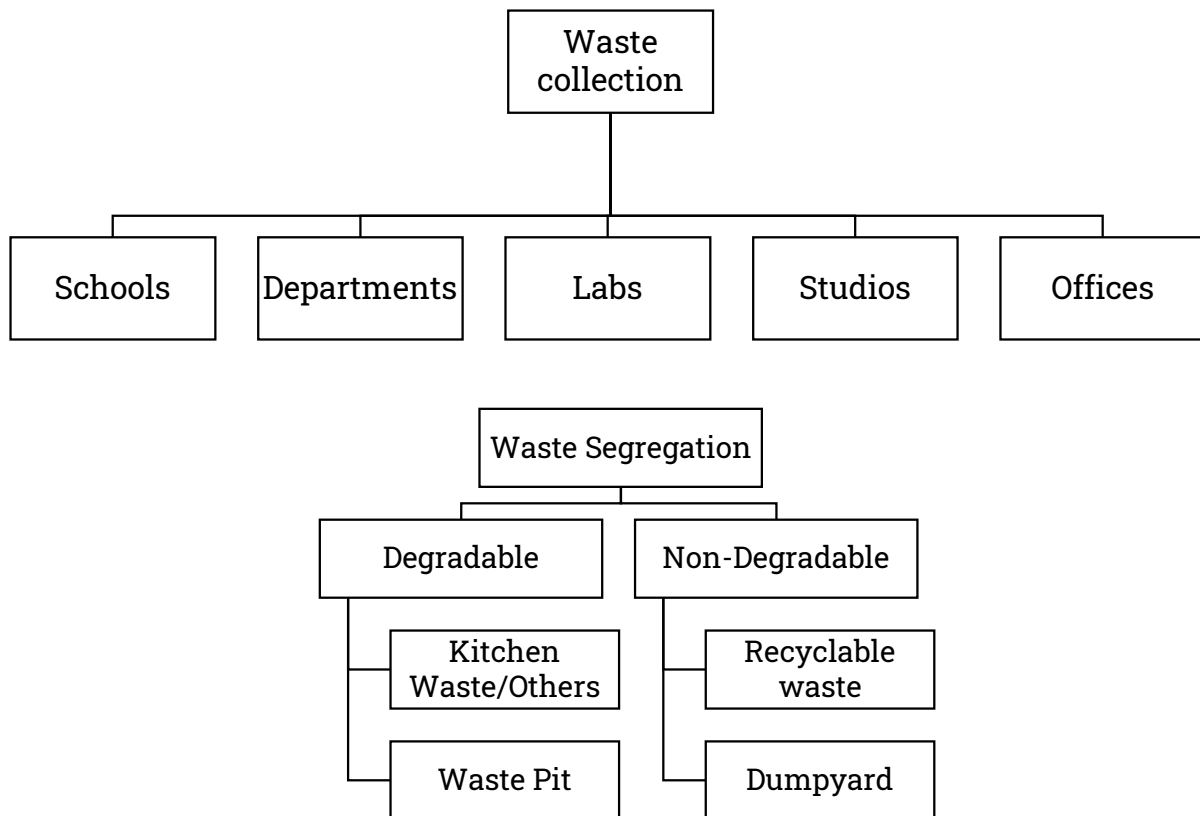 Waste
collection
Schools
Departments
Labs
Studios
Offices
Waste Segregation
Degradable
Non-Degradable
Kitchen
Waste/Others
Recyclable
waste
Waste Pit
Dumpyard